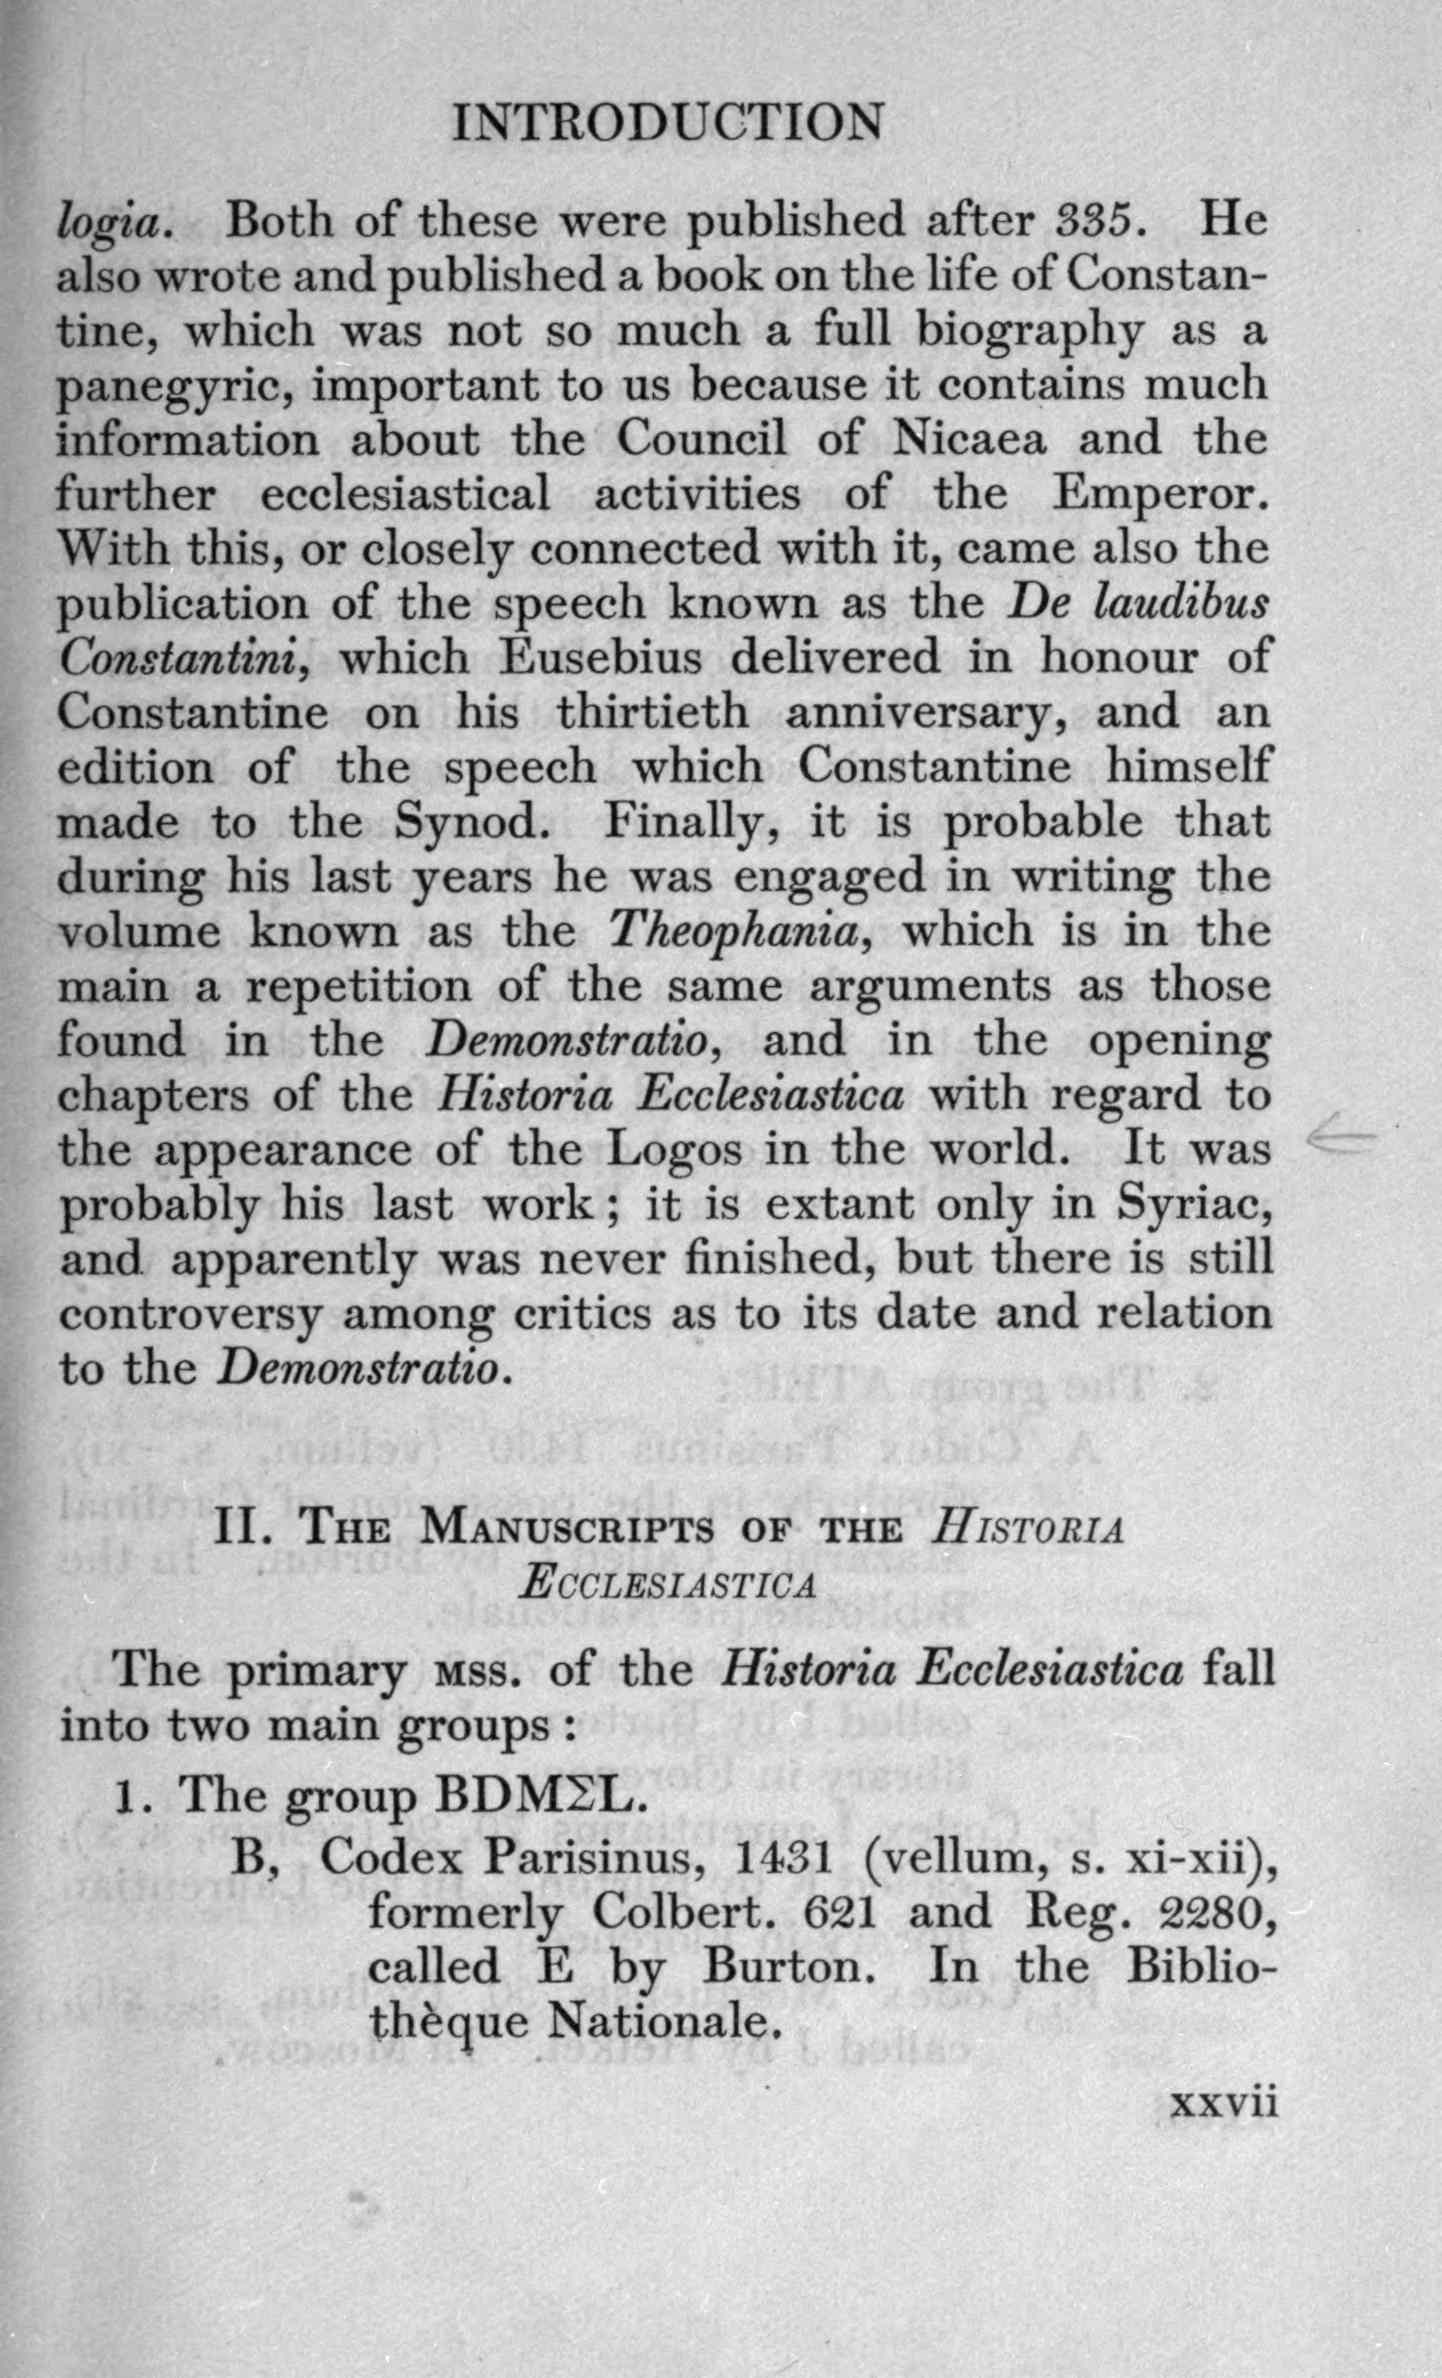 INTRODUCTION
logia. Both of these were published after 335. He
also wrote and published a book on the life of Constan-
tine, which was not so much a full biography as a
panegyric, important to us because it contains much
information about the Council of Nicaea and the
further ecclesiastical activities of the Emperor.
With this, or closely connected with it, came also the
publication of the speech known as the De laudibus
Constantini, which Eusebius delivered in honour of
Constantine on his thirtieth anniversary, and an
edition of the speech which Constantine himself
made to the Synod. Finally, it is probable that
during his last years he was engaged in writing the
volume known as the Theophania, which is in the
main a repetition of the same arguments as those
found in the Demonstratio, and in the opening
chapters of the Historia Ecclesiastica with regard to
the appearance of the Logos in the world. It was
probably his last work; it is extant only in Syriac,
and apparently was never finished, but there is still
controversy among critics as to its date and relation
to the Demonstratio.
II. The Manuscripts of the Historia
Ecclesiastica
The primary MSS. of the Historia Ecclesiastica fall
into two main groups:
1. The group BDMΣL.
B, Codex Parisinus, 1431 (vellum, s. xi-xii),
formerly Colbert. 621 and Reg. 2280,
called E by Burton. In the Biblio-
thèque Nationale.
xxvii